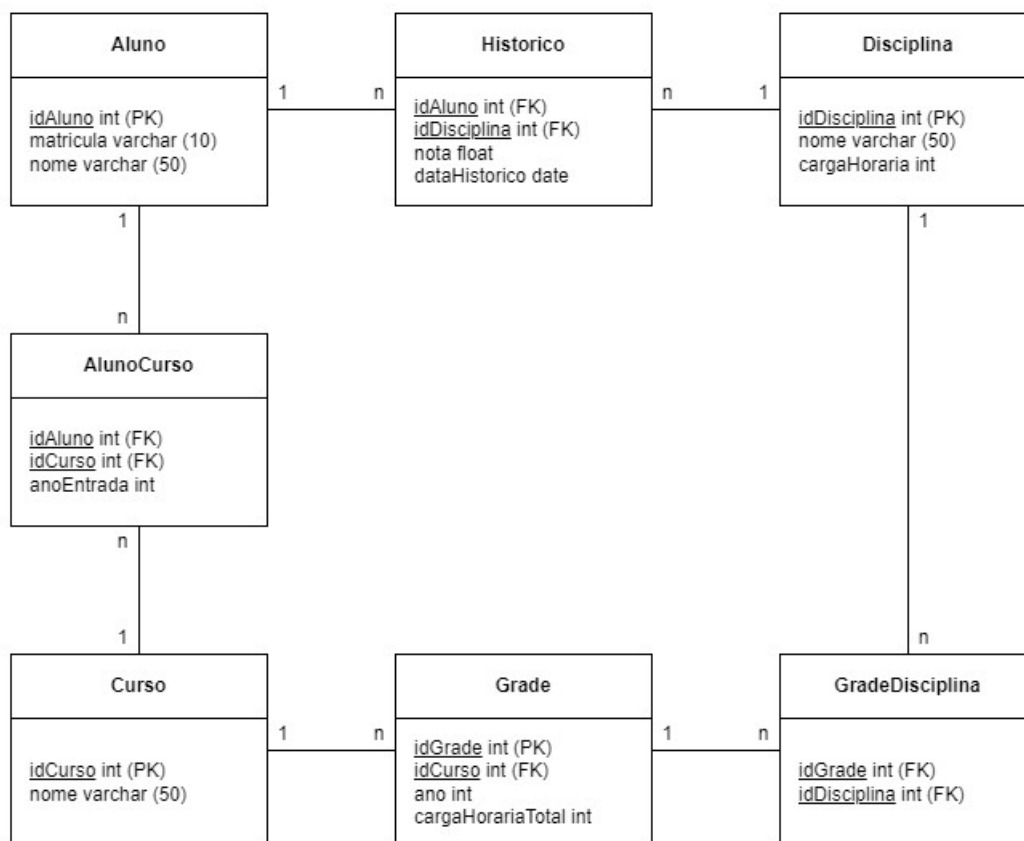 Aluno
idAluno int (PK)
matricula varchar (10)
nome varchar (50)
1
n
Historico
idAluno int (FK)
idDisciplina int (FK)
nota float
dataHistorico date
n
1
Disciplina
idDisciplina int (PK)
nome varchar (50)
cargaHoraria int
1
1
n
AlunoCurso
idAluno int (FK)
idCurso int (FK)
anoEntrada int
n
1
n
Curso
idCurso int (PK)
nome varchar (50)
1
n
Grade
idGrade int (PK)
idCurso int (FK)
ano int
cargaHorariaTotal int
1
n
GradeDisciplina
idGrade int (FK)
idDisciplina int (FK)